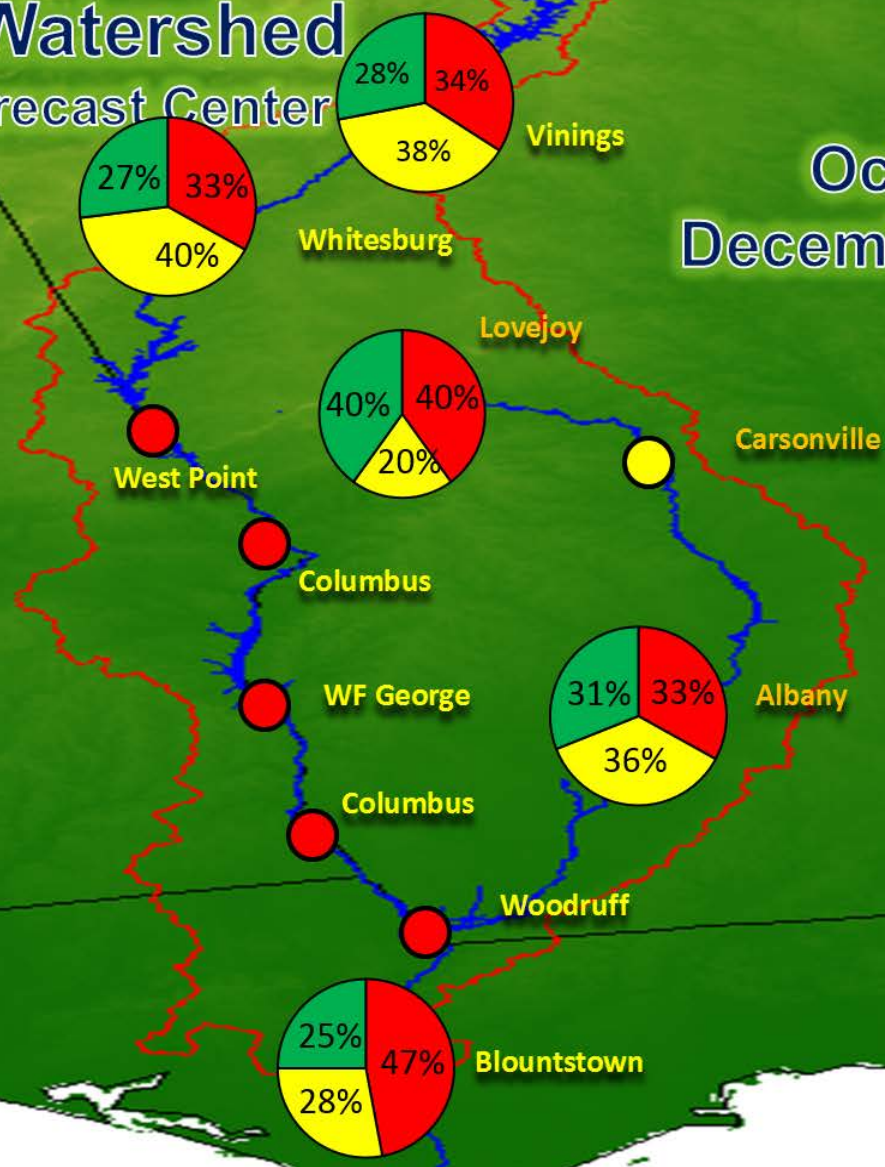 Watershed
recast Center
28%
34%
38%
Vinings
27%
33%
40%
Whitesburg
Oc
Decem
Lovejoy
40%
40%
20%
Carsonville
West Point
Columbus
WF George
31%
33%
36%
Albany
Columbus
Woodruff
25%
47%
28%
Blountstown